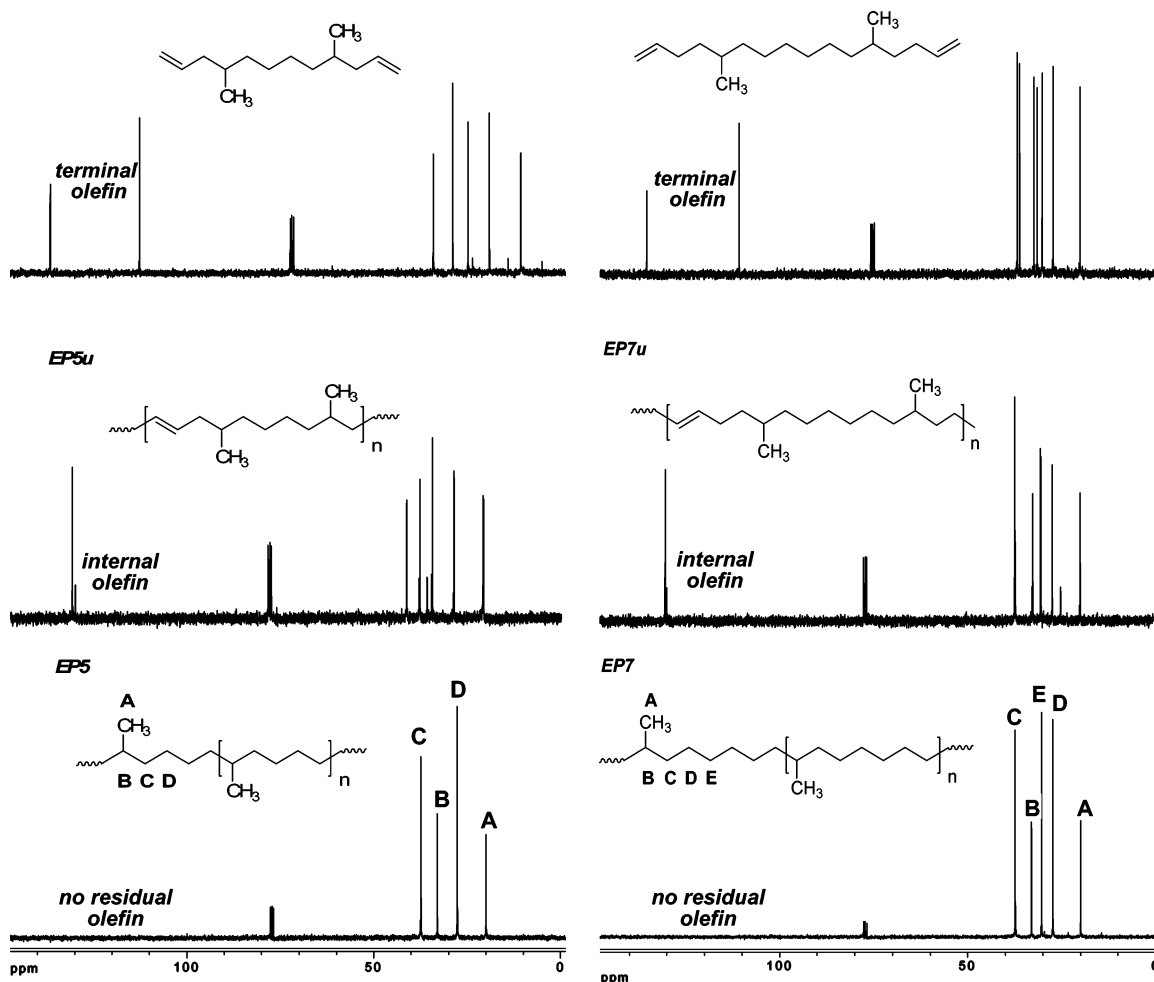 CH₃
CH₃
terminal
olefin
CH₃
CH₃
terminal
olefin
EP5u
CH₃
CH₃
n
internal
olefin
EP7u
CH₃
CH₃
n
internal
olefin
EP5
A
CH₃
B C D
CH₃
n
C
B
D
A
no residual
olefin
ppm 100 50 0
EP7
A
CH₃
B C D E
CH₃
n
C
B
E
D
A
no residual
olefin
ppm 100 50 0